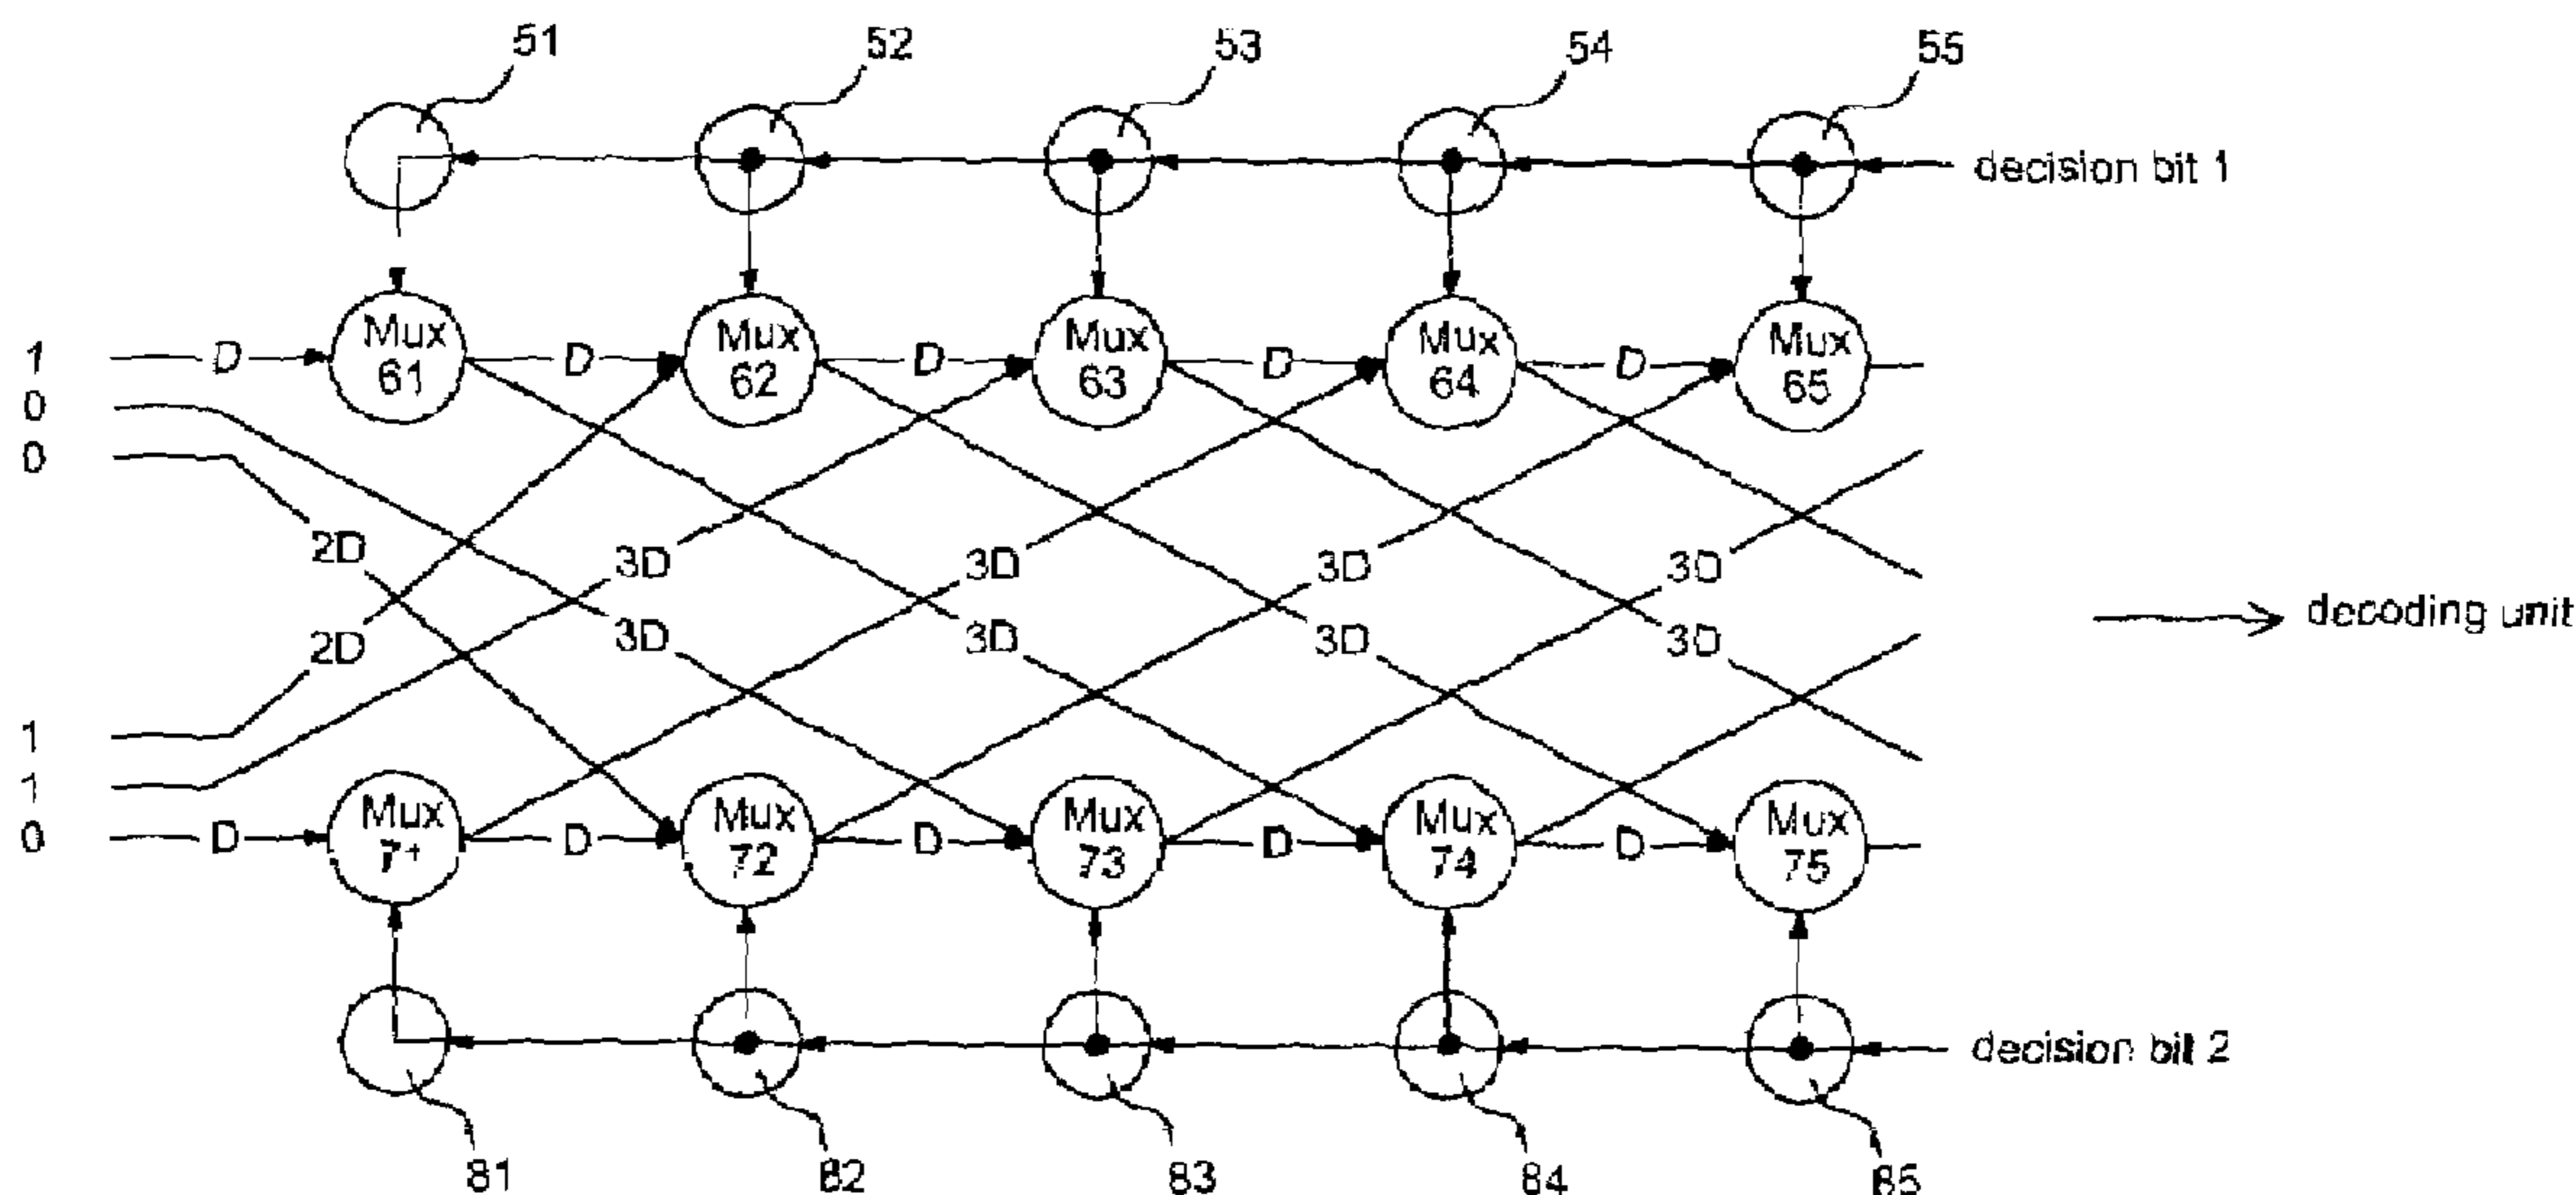 51 52 53 54 55
decision bit 1
Mux 61 Mux 62 Mux 63 Mux 64 Mux 65
1 D D D D D
0
0
2D 3D 3D 3D 3D
2D 3D 3D 3D 3D
decoding unit
1
1
0 D D D D D
Mux 71 Mux 72 Mux 73 Mux 74 Mux 75
decision bit 2
81 82 83 84 85